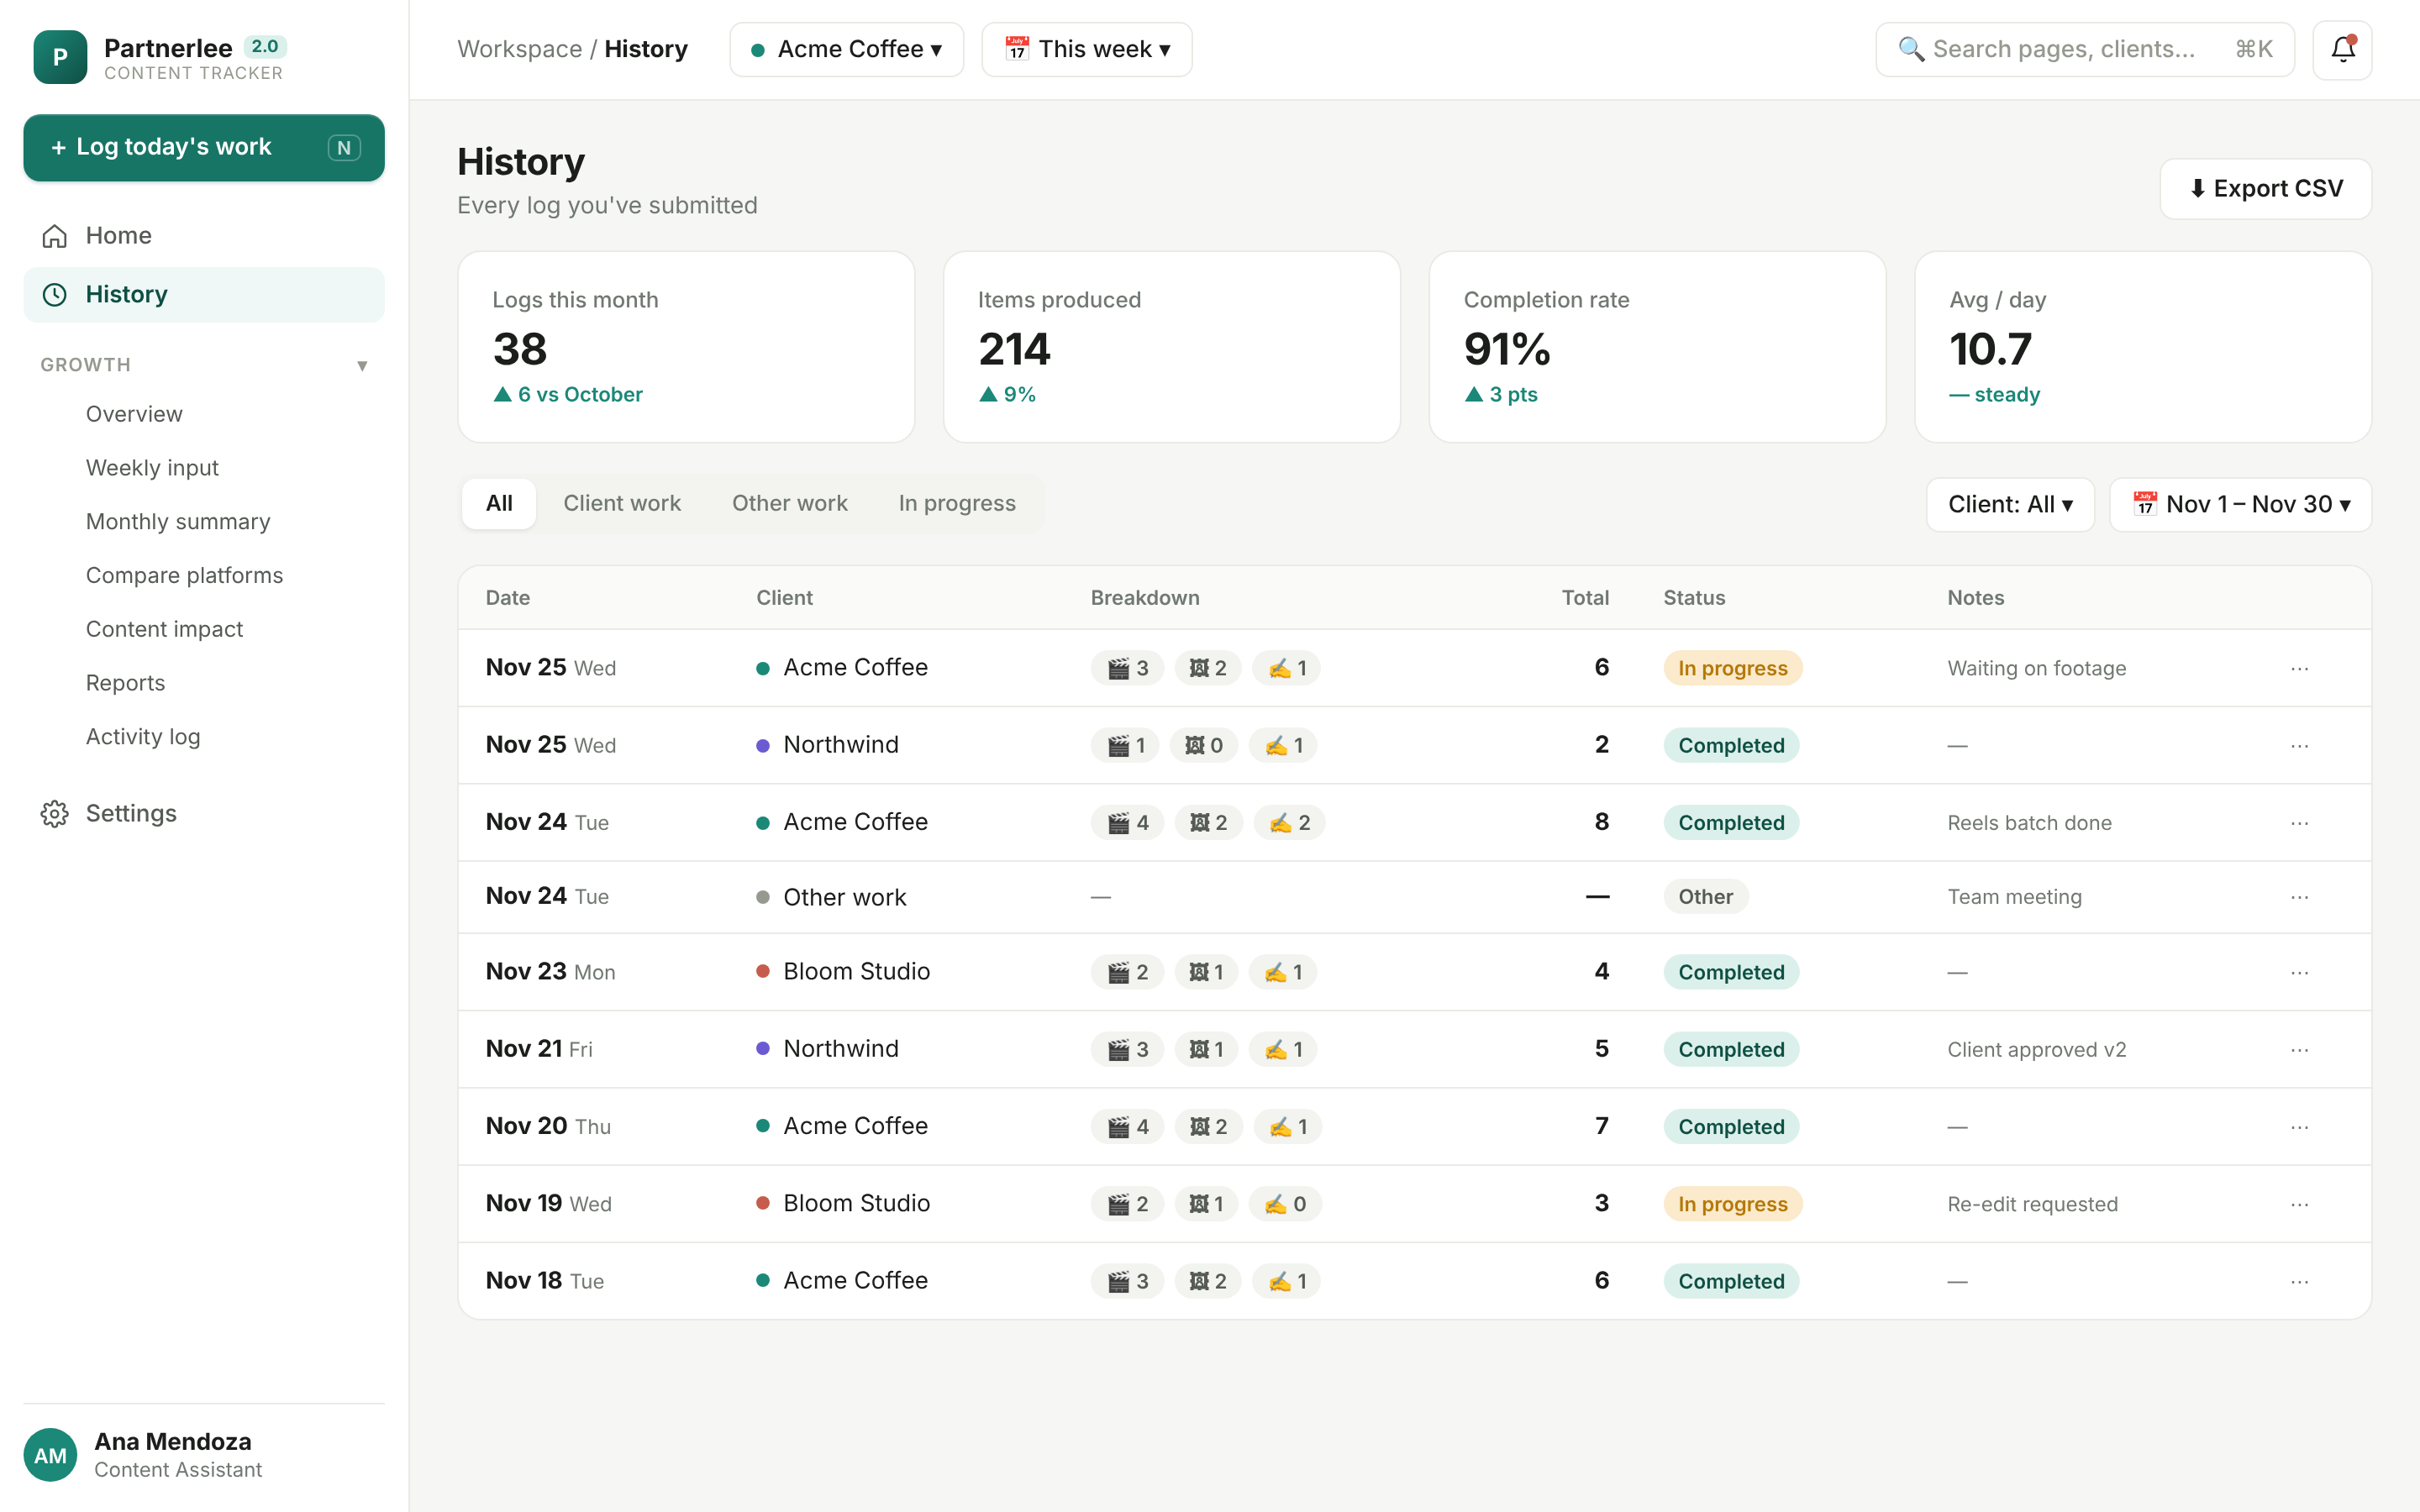 P
Partnerlee 2.0
CONTENT TRACKER
+ Log today's work N
Home
History
GROWTH ▾
Overview
Weekly input
Monthly summary
Compare platforms
Content impact
Reports
Activity log
Settings
AM
Ana Mendoza
Content Assistant
Workspace / History
Acme Coffee ▾
📅 This week ▾
🔍 Search pages, clients... ⌘K
History
Every log you've submitted
⬇ Export CSV
Logs this month
38
▲ 6 vs October
Items produced
214
▲ 9%
Completion rate
91%
▲ 3 pts
Avg / day
10.7
— steady
All Client work Other work In progress
Client: All ▾ 📅 Nov 1 – Nov 30 ▾
Date Client Breakdown Total Status Notes
Nov 25 Wed Acme Coffee 🎬 3 🖼 2 ✍️ 1 6 In progress Waiting on footage ···
Nov 25 Wed Northwind 🎬 1 🖼 0 ✍️ 1 2 Completed — ···
Nov 24 Tue Acme Coffee 🎬 4 🖼 2 ✍️ 2 8 Completed Reels batch done ···
Nov 24 Tue Other work — — Other Team meeting ···
Nov 23 Mon Bloom Studio 🎬 2 🖼 1 ✍️ 1 4 Completed — ···
Nov 21 Fri Northwind 🎬 3 🖼 1 ✍️ 1 5 Completed Client approved v2 ···
Nov 20 Thu Acme Coffee 🎬 4 🖼 2 ✍️ 1 7 Completed — ···
Nov 19 Wed Bloom Studio 🎬 2 🖼 1 ✍️ 0 3 In progress Re-edit requested ···
Nov 18 Tue Acme Coffee 🎬 3 🖼 2 ✍️ 1 6 Completed — ···